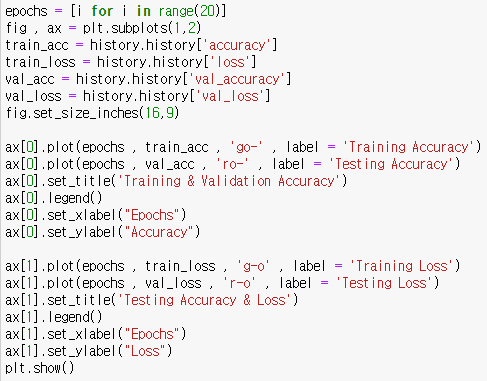 epochs = [i for i in range(20)]
fig , ax = plt.subplots(1,2)
train_acc = history.history['accuracy']
train_loss = history.history['loss']
val_acc = history.history['val_accuracy']
val_loss = history.history['val_loss']
fig.set_size_inches(16,9)

ax[0].plot(epochs , train_acc , 'go-' , label = 'Training Accuracy')
ax[0].plot(epochs , val_acc , 'ro-' , label = 'Testing Accuracy')
ax[0].set_title('Training & Validation Accuracy')
ax[0].legend()
ax[0].set_xlabel("Epochs")
ax[0].set_ylabel("Accuracy")

ax[1].plot(epochs , train_loss , 'g-o' , label = 'Training Loss')
ax[1].plot(epochs , val_loss , 'r-o' , label = 'Testing Loss')
ax[1].set_title('Testing Accuracy & Loss')
ax[1].legend()
ax[1].set_xlabel("Epochs")
ax[1].set_ylabel("Loss")
plt.show()